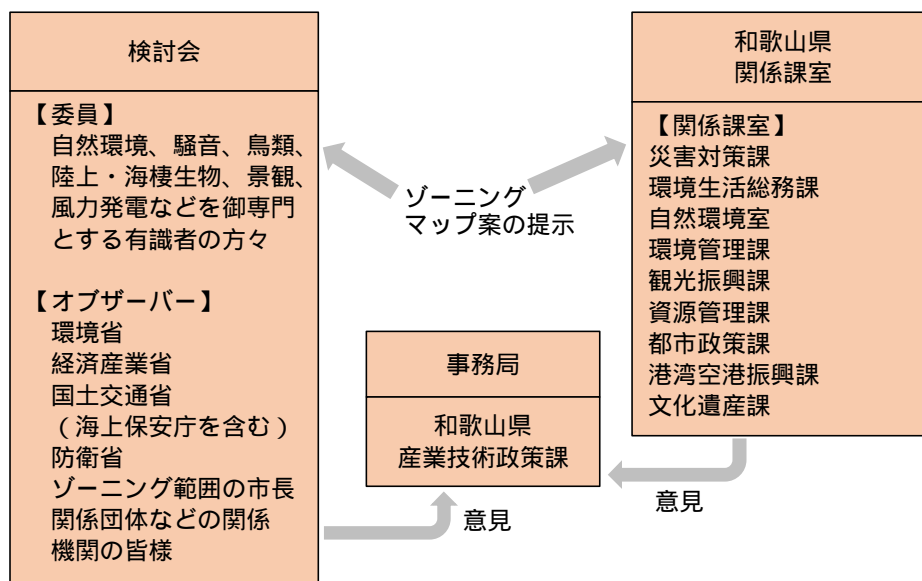 検討会
【委員】
自然環境、騒音、鳥類、
陸上・海棲生物、景観、
風力発電などを御専門
とする有識者の方々
【オブザーバー】
環境省
経済産業省
国土交通省
（海上保安庁を含む）
防衛省
ゾーニング範囲の市長
関係団体などの関係
機関の皆様
ゾーニング
マップ案の提示
事務局
和歌山県
産業技術政策課
意見
和歌山県
関係課室
【関係課室】
災害対策課
環境生活総務課
自然環境室
環境管理課
観光振興課
資源管理課
都市政策課
港湾空港振興課
文化遺産課
意見